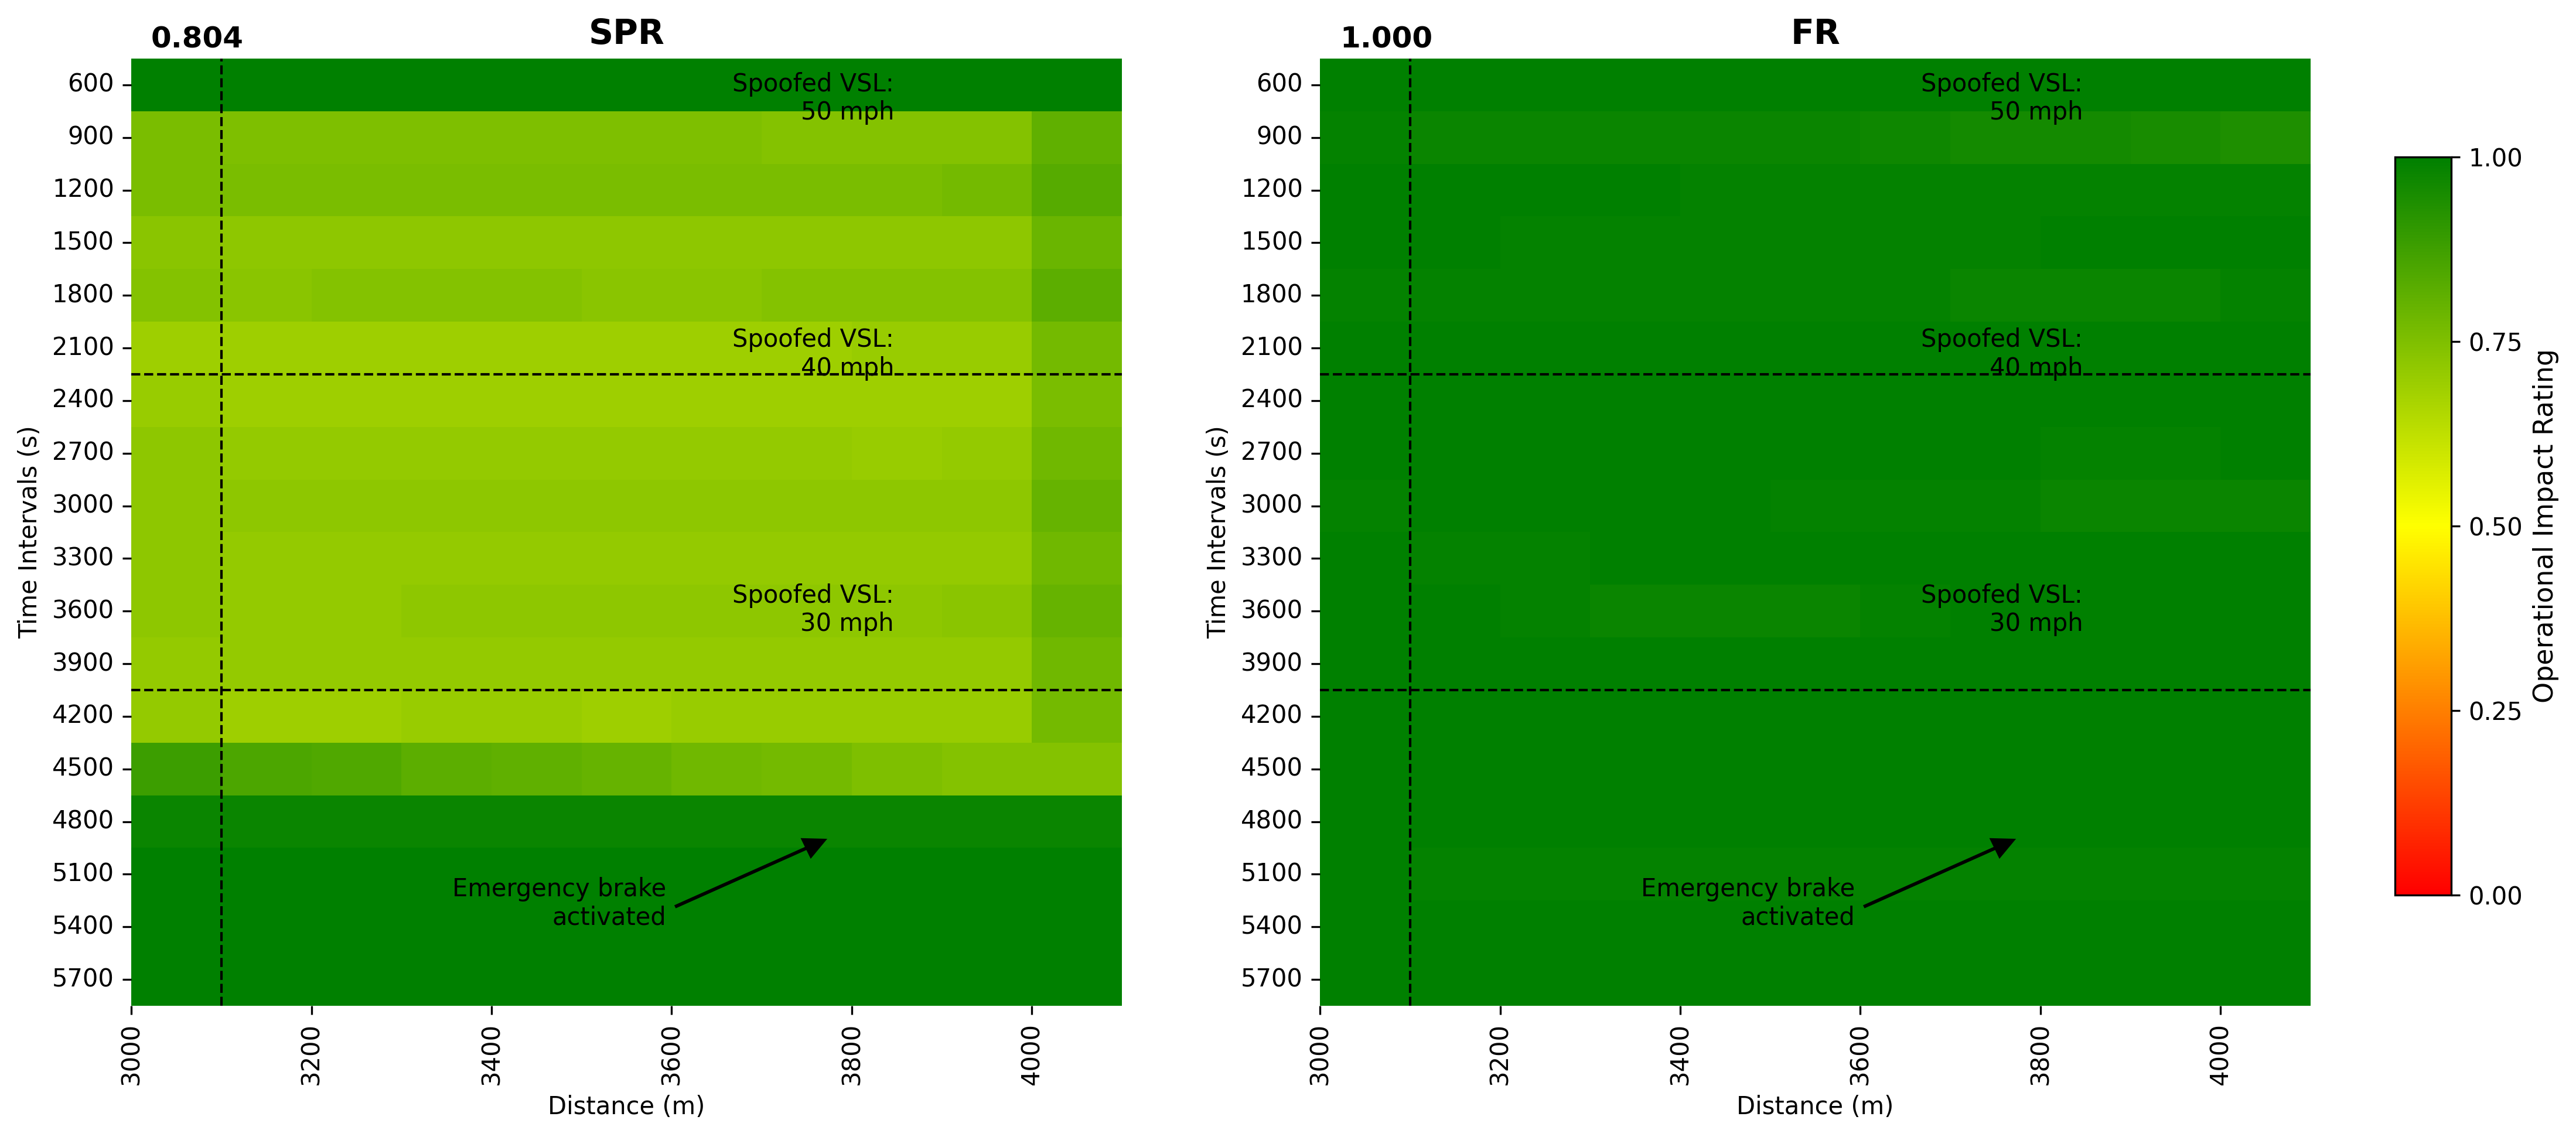 0.804
SPR
600
900
1200
1500
1800
2100
2400
2700
3000
3300
3600
3900
4200
4500
4800
5100
5400
5700
Time Intervals (s)
Spoofed VSL:
50 mph
Spoofed VSL:
40 mph
Spoofed VSL:
30 mph
Emergency brake
activated
3000
3200
3400
3600
3800
4000
Distance (m)
1.000
FR
600
900
1200
1500
1800
2100
2400
2700
3000
3300
3600
3900
4200
4500
4800
5100
5400
5700
Time Intervals (s)
Spoofed VSL:
50 mph
Spoofed VSL:
40 mph
Spoofed VSL:
30 mph
Emergency brake
activated
3000
3200
3400
3600
3800
4000
Distance (m)
1.00
0.75
0.50
0.25
0.00
Operational Impact Rating